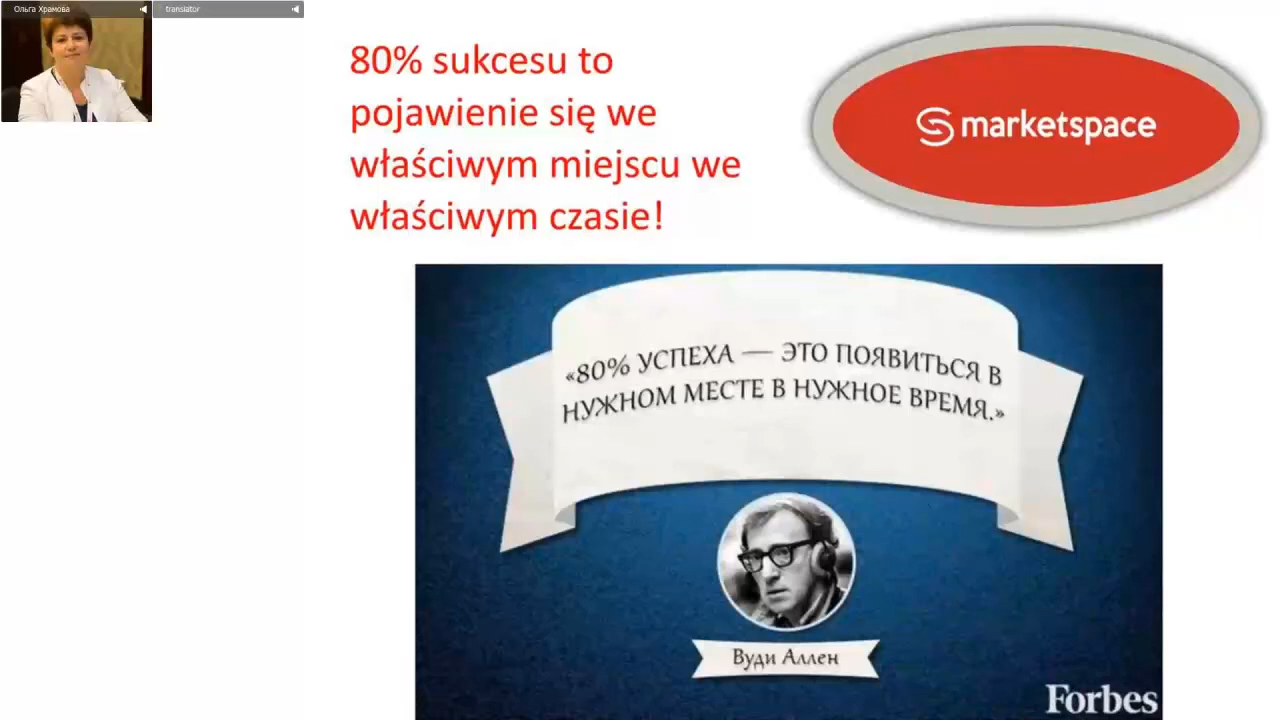 Ольга Храмова
translator
80% sukcesu to
pojawienie się we
właściwym miejscu we
właściwym czasie!
marketspace
«80% УСПЕХА — ЭТО ПОЯВИТЬСЯ В
НУЖНОМ МЕСТЕ В НУЖНОЕ ВРЕМЯ.»
Вуди Аллен
Forbes